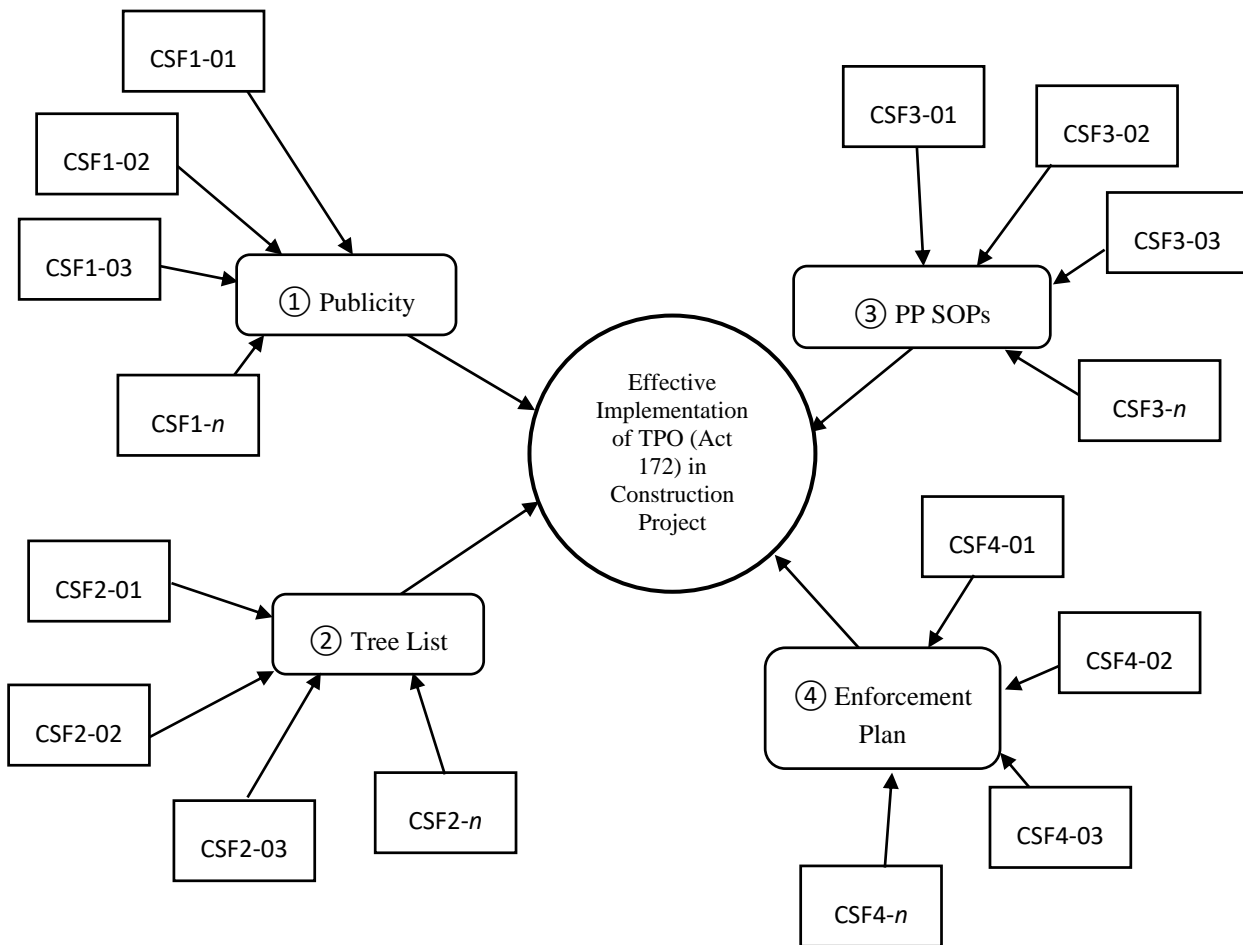 CSF1-01
CSF1-02
CSF1-03
① Publicity
CSF1-n
CSF3-01
CSF3-02
CSF3-03
③ PP SOPs
CSF3-n
Effective
Implementation
of TPO (Act
172) in
Construction
Project
CSF2-01
② Tree List
CSF2-02
CSF2-03
CSF2-n
CSF4-01
CSF4-02
④ Enforcement
Plan
CSF4-03
CSF4-n